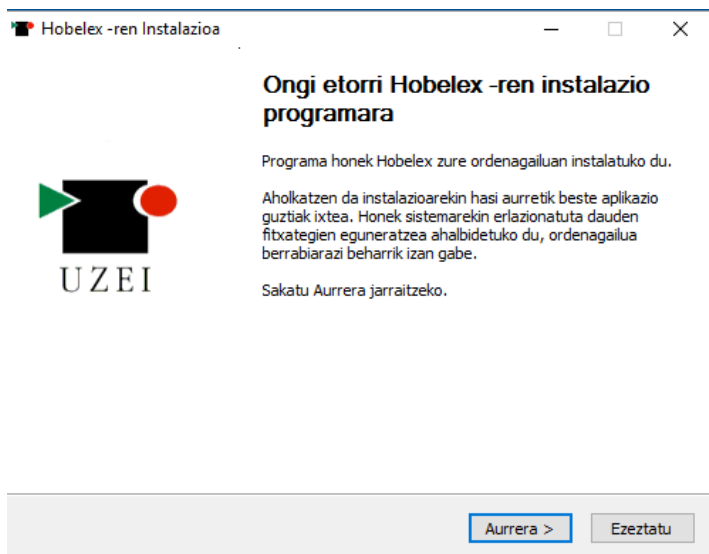 Hobelex -ren Instalazioa
Ongi etorri Hobelex -ren instalazio
programara
Programa honek Hobelex zure ordenagailuan instalatuko du.
Aholkatzen da instalazioarekin hasi aurretik beste aplikazio
guztiak ixtea. Honek sistemarekin erlazionatuta dauden
fitxategien eguneratzea ahalbidetuko du, ordenagailua
berrabiarazi beharrik izan gabe.
Sakatu Aurrera jarraitzeko.
UZEI
Aurrera >
Ezeztatu